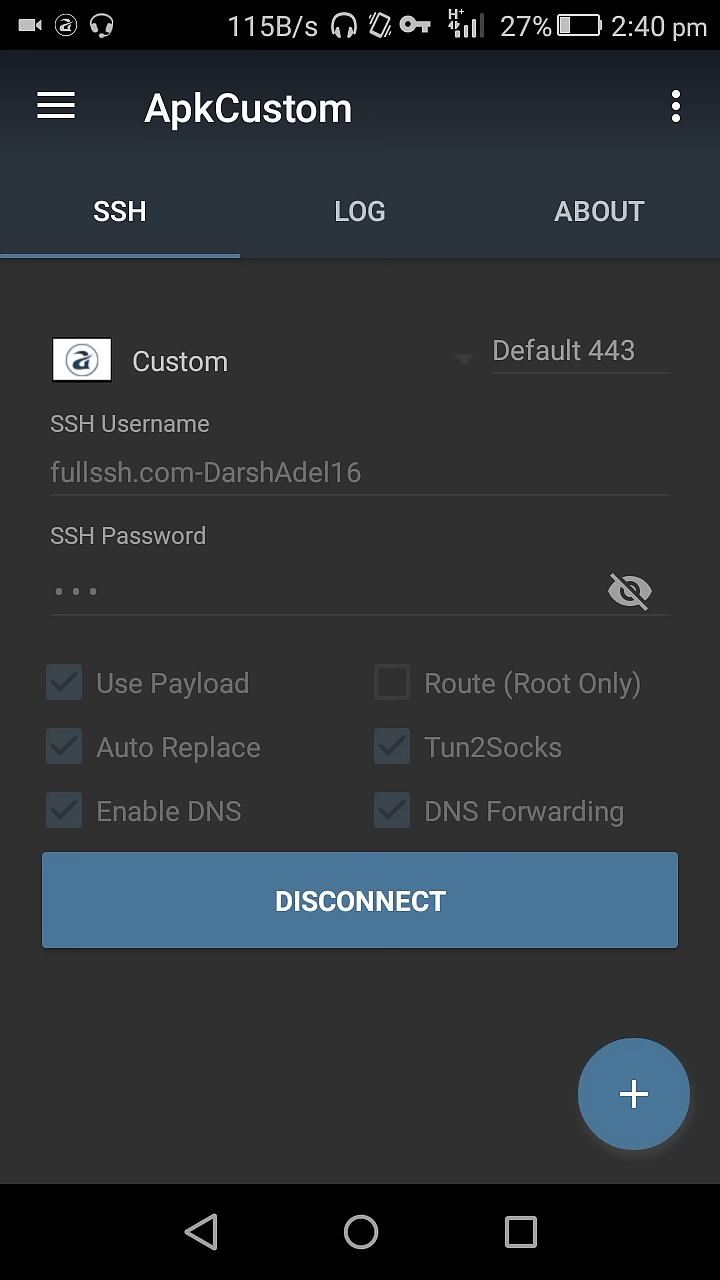 115B/s H+ 27% 2:40 pm
ApkCustom
SSH LOG ABOUT
a Custom Default 443
SSH Username
fullssh.com-DarshAdel16
SSH Password
Use Payload Route (Root Only)
Auto Replace Tun2Socks
Enable DNS DNS Forwarding
DISCONNECT